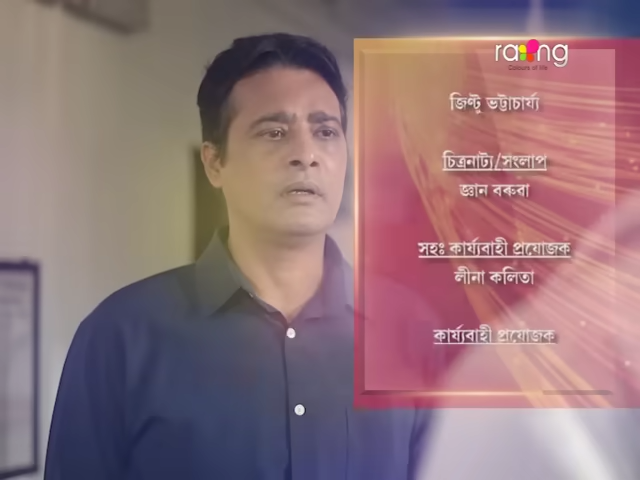 rang
Colours of life
জিণ্টু ভট্টাচাৰ্য্য
চিত্ৰনাট্য/সংলাপ
জ্ঞান বৰুৱা
সহঃ কাৰ্য্যবাহী প্ৰযোজক
লীনা কলিতা
কাৰ্য্যবাহী প্ৰযোজক